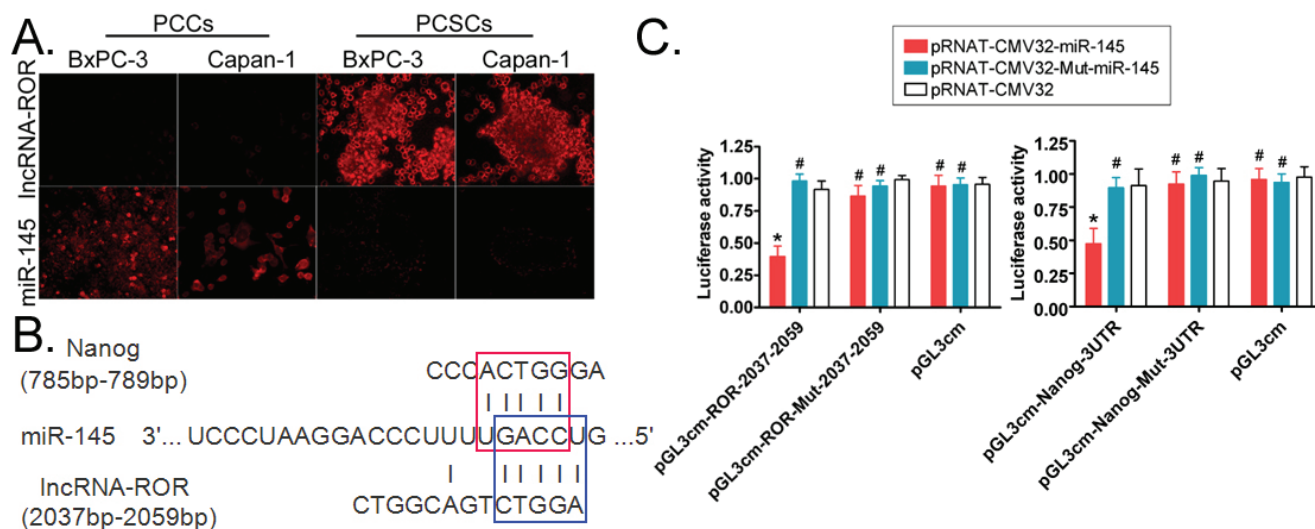 A.
PCCs
PCSCs
BxPC-3
Capan-1
BxPC-3
Capan-1
lncRNA-ROR
miR-145
B.
Nanog
(785bp-789bp)
CCCACTGGGA
miR-145 3'... UCCCUAAGGACCCUUUUGACCUG ...5'
lncRNA-ROR
(2037bp-2059bp)
CTGGCAGTCTGGA
C.
pRNAT-CMV32-miR-145
pRNAT-CMV32-Mut-miR-145
pRNAT-CMV32
Luciferase activity
1.25
1.00
0.75
0.50
0.25
0.00
*
#
# #
# #
pGL3cm-ROR-2037-2059
pGL3cm-ROR-Mut-2037-2059
pGL3cm
Luciferase activity
1.25
1.00
0.75
0.50
0.25
0.00
*
#
# #
# #
pGL3cm-Nanog-3UTR
pGL3cm-Nanog-Mut-3UTR
pGL3cm